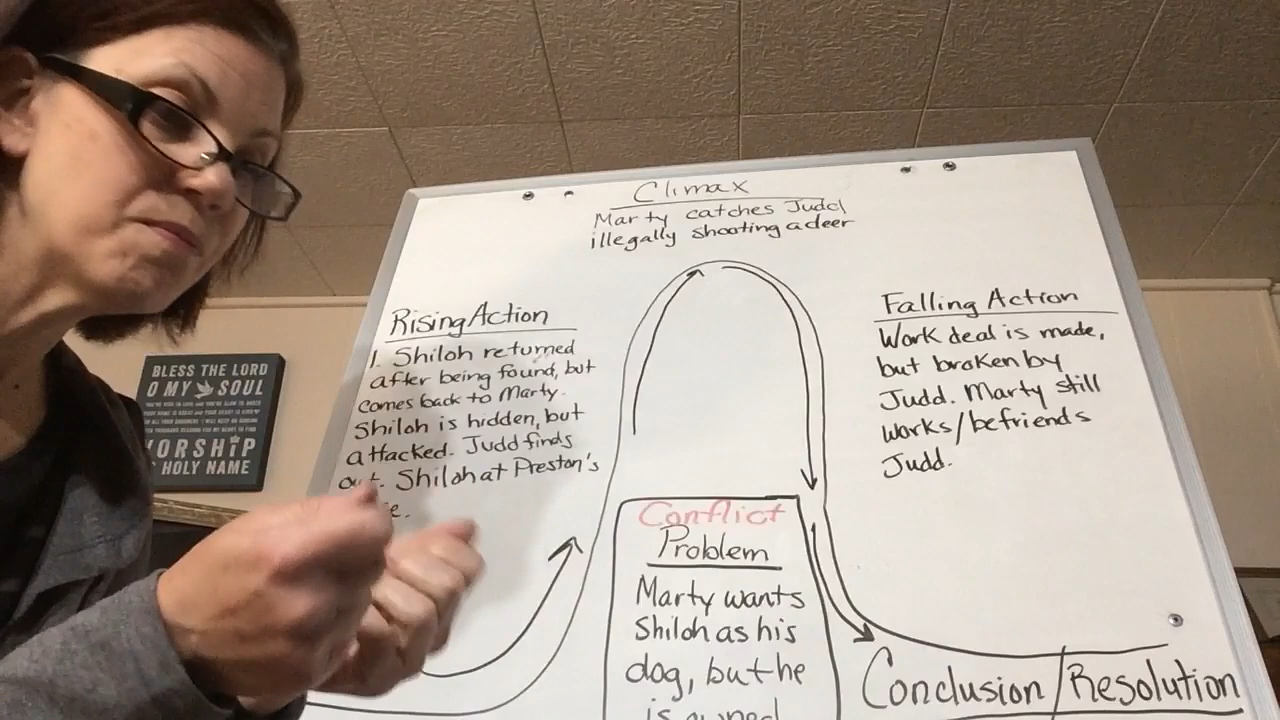 Climax
Marty catches Judd
illegally shooting a deer
Rising Action
1. Shiloh returned
after being found, but
comes back to Marty.
Shiloh is hidden, but
attacked. Judd finds
out. Shiloh at Preston's
Falling Action
Work deal is made,
but broken by
Judd. Marty still
works/befriends
Judd.
Conflict
Problem
Marty wants
Shiloh as his
dog, but he
is owned
Conclusion/Resolution
BLESS THE LORD
O MY SOUL
WORSHIP
HOLY NAME